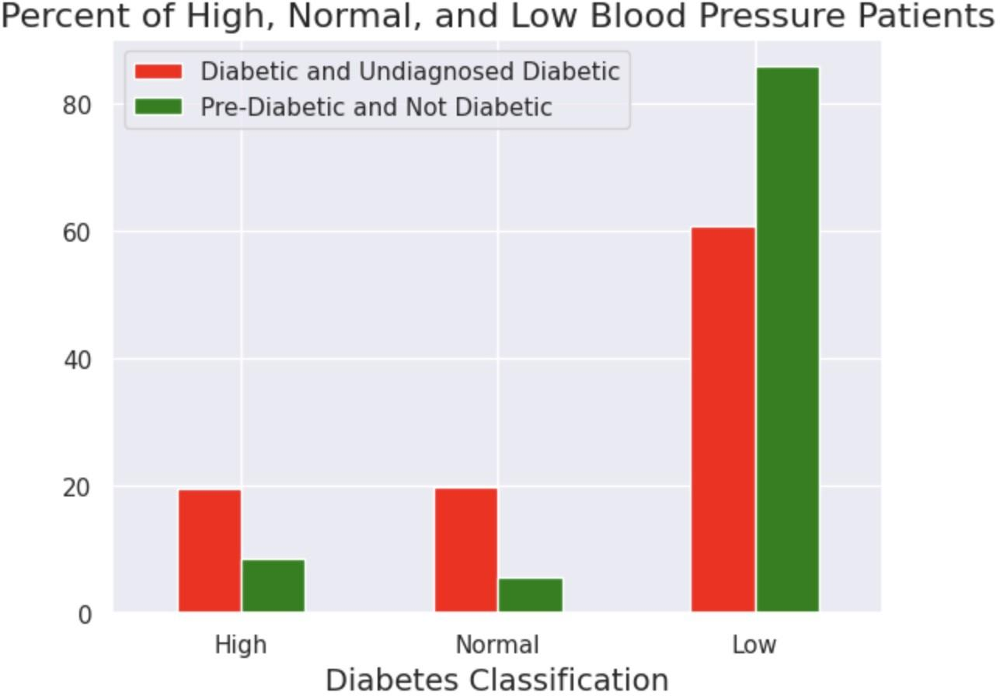 Percent of High, Normal, and Low Blood Pressure Patients
Diabetic and Undiagnosed Diabetic
Pre-Diabetic and Not Diabetic
80
60
40
20
0
High Normal Low
Diabetes Classification